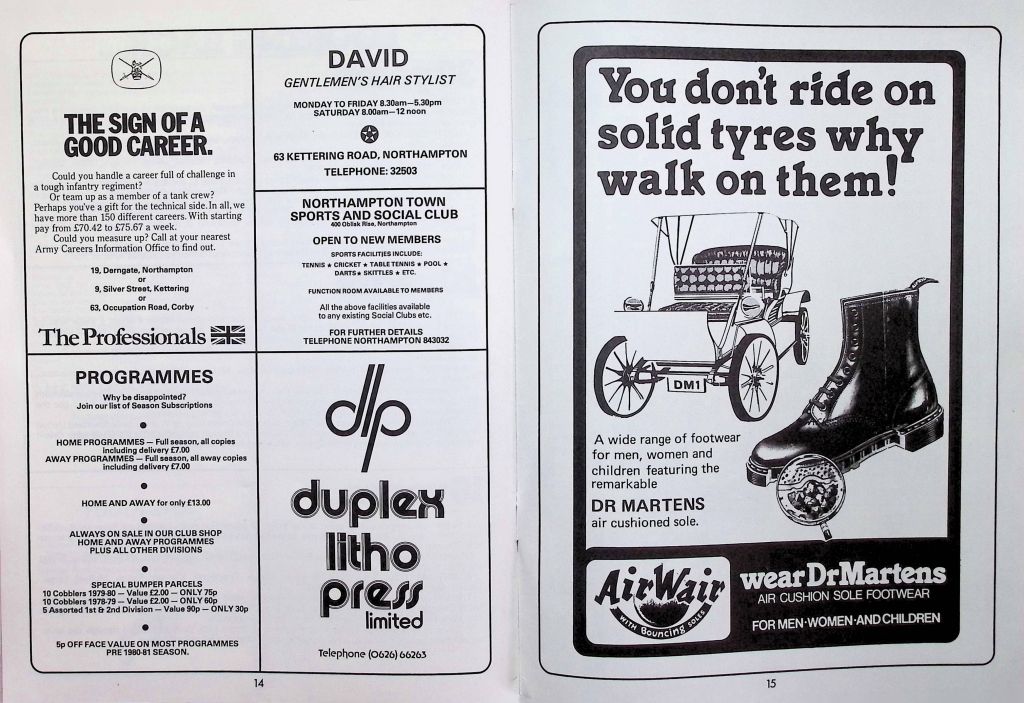 THE SIGN OF A
GOOD CAREER.
Could you handle a career full of challenge in
a tough infantry regiment?
Or team up as a member of a tank crew?
Perhaps you've a gift for the technical side. In all, we
have more than 150 different careers. With starting
pay from £70.42 to £75.67 a week.
Could you measure up? Call at your nearest
Army Careers Information Office to find out.
19, Derngate, Northampton
or
9, Silver Street, Kettering
or
63, Occupation Road, Corby
The Professionals
DAVID
GENTLEMEN'S HAIR STYLIST
MONDAY TO FRIDAY 8.30am—5.30pm
SATURDAY 8.00am—12 noon
63 KETTERING ROAD, NORTHAMPTON
TELEPHONE: 32503
NORTHAMPTON TOWN
SPORTS AND SOCIAL CLUB
400 Obilsk Rise, Northampton
OPEN TO NEW MEMBERS
SPORTS FACILITIES INCLUDE:
TENNIS ★ CRICKET ★ TABLE TENNIS ★ POOL ★
DARTS ★ SKITTLES ★ ETC.
FUNCTION ROOM AVAILABLE TO MEMBERS
All the above facilities available
to any existing Social Clubs etc.
FOR FURTHER DETAILS
TELEPHONE NORTHAMPTON 843032
PROGRAMMES
Why be disappointed?
Join our list of Season Subscriptions
●
HOME PROGRAMMES — Full season, all copies
including delivery £7.00
AWAY PROGRAMMES — Full season, all away copies
including delivery £7.00
●
HOME AND AWAY for only £13.00
●
ALWAYS ON SALE IN OUR CLUB SHOP
HOME AND AWAY PROGRAMMES
PLUS ALL OTHER DIVISIONS
●
SPECIAL BUMPER PARCELS
10 Cobblers 1979-80 — Value £2.00 — ONLY 75p
10 Cobblers 1978-79 — Value £2.00 — ONLY 60p
5 Assorted 1st & 2nd Division — Value 90p — ONLY 30p
●
5p OFF FACE VALUE ON MOST PROGRAMMES
PRE 1980-81 SEASON.
dlp
duplex
litho
press
limited
Telephone (0626) 66263
14
You don't ride on
solid tyres why
walk on them!
DM1
A wide range of footwear
for men, women and
children featuring the
remarkable
DR MARTENS
air cushioned sole.
AirWair
WITH Bouncing SOLES
wear DrMartens
AIR CUSHION SOLE FOOTWEAR
FOR MEN·WOMEN·AND CHILDREN
15